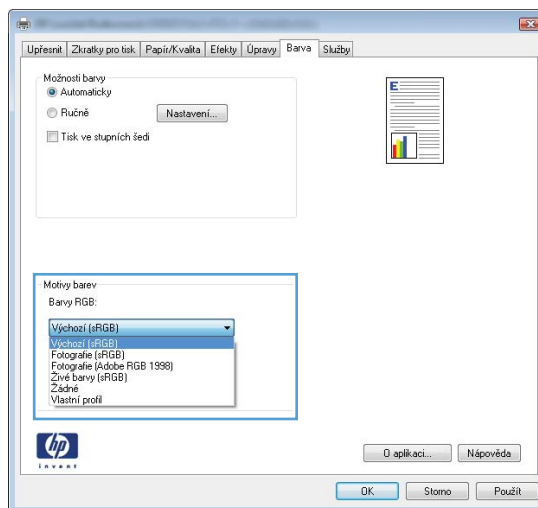 Upřesnit Zkratky pro tisk Papír/Kvalita Efekty Úpravy Barva Služby
Možnosti barvy
Automaticky
Ručně Nastavení...
Tisk ve stupních šedi
E
Motivy barev
Barvy RGB:
Výchozí (sRGB)
Výchozí (sRGB)
Fotografie (sRGB)
Fotografie (Adobe RGB 1998)
Živé barvy (sRGB)
Žádné
Vlastní profil
hp
invent
O aplikaci... Nápověda
OK Storno Použít